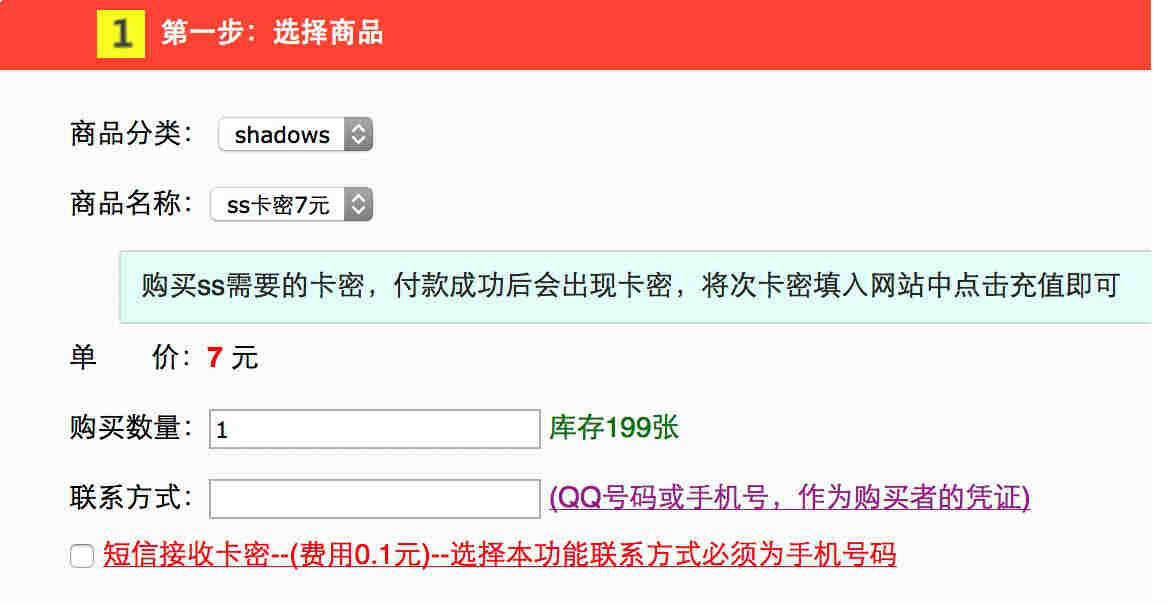 1 第一步：选择商品
商品分类： shadows
商品名称： ss卡密7元
购买ss需要的卡密，付款成功后会出现卡密，将次卡密填入网站中点击充值即可
单 价：7 元
购买数量：1 库存199张
联系方式： (QQ号码或手机号，作为购买者的凭证)
短信接收卡密--(费用0.1元)--选择本功能联系方式必须为手机号码